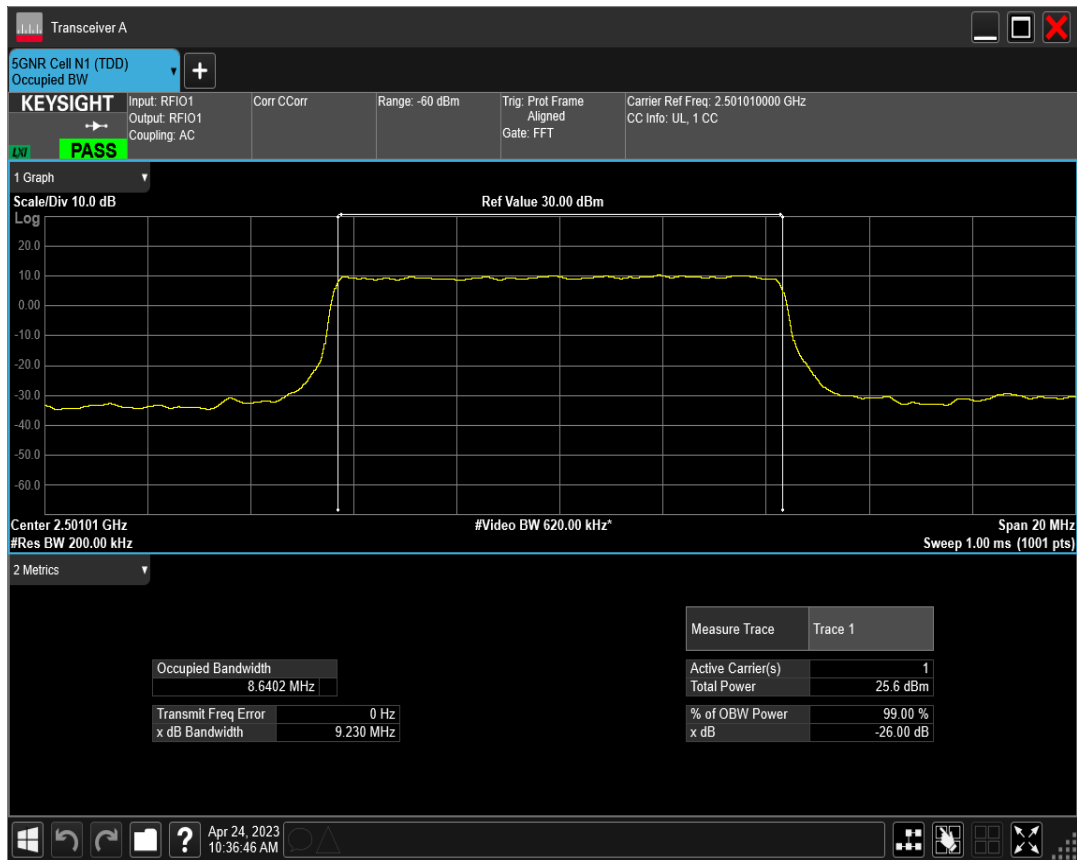 Transceiver A
5GNR Cell N1 (TDD)
Occupied BW
KEYSIGHT
LXI
PASS
Input: RFIO1
Output: RFIO1
Coupling: AC
Corr CCorr
Range: -60 dBm
Trig: Prot Frame
Aligned
Gate: FFT
Carrier Ref Freq: 2.501010000 GHz
CC Info: UL, 1 CC
1 Graph
Scale/Div 10.0 dB
Ref Value 30.00 dBm
Log
20.0
10.0
0.00
-10.0
-20.0
-30.0
-40.0
-50.0
-60.0
Center 2.50101 GHz
#Video BW 620.00 kHz*
Span 20 MHz
#Res BW 200.00 kHz
Sweep 1.00 ms (1001 pts)
2 Metrics
Measure Trace Trace 1
Occupied Bandwidth
8.6402 MHz
Active Carrier(s) 1
Total Power 25.6 dBm
Transmit Freq Error 0 Hz
x dB Bandwidth 9.230 MHz
% of OBW Power 99.00 %
x dB -26.00 dB
?
Apr 24, 2023
10:36:46 AM